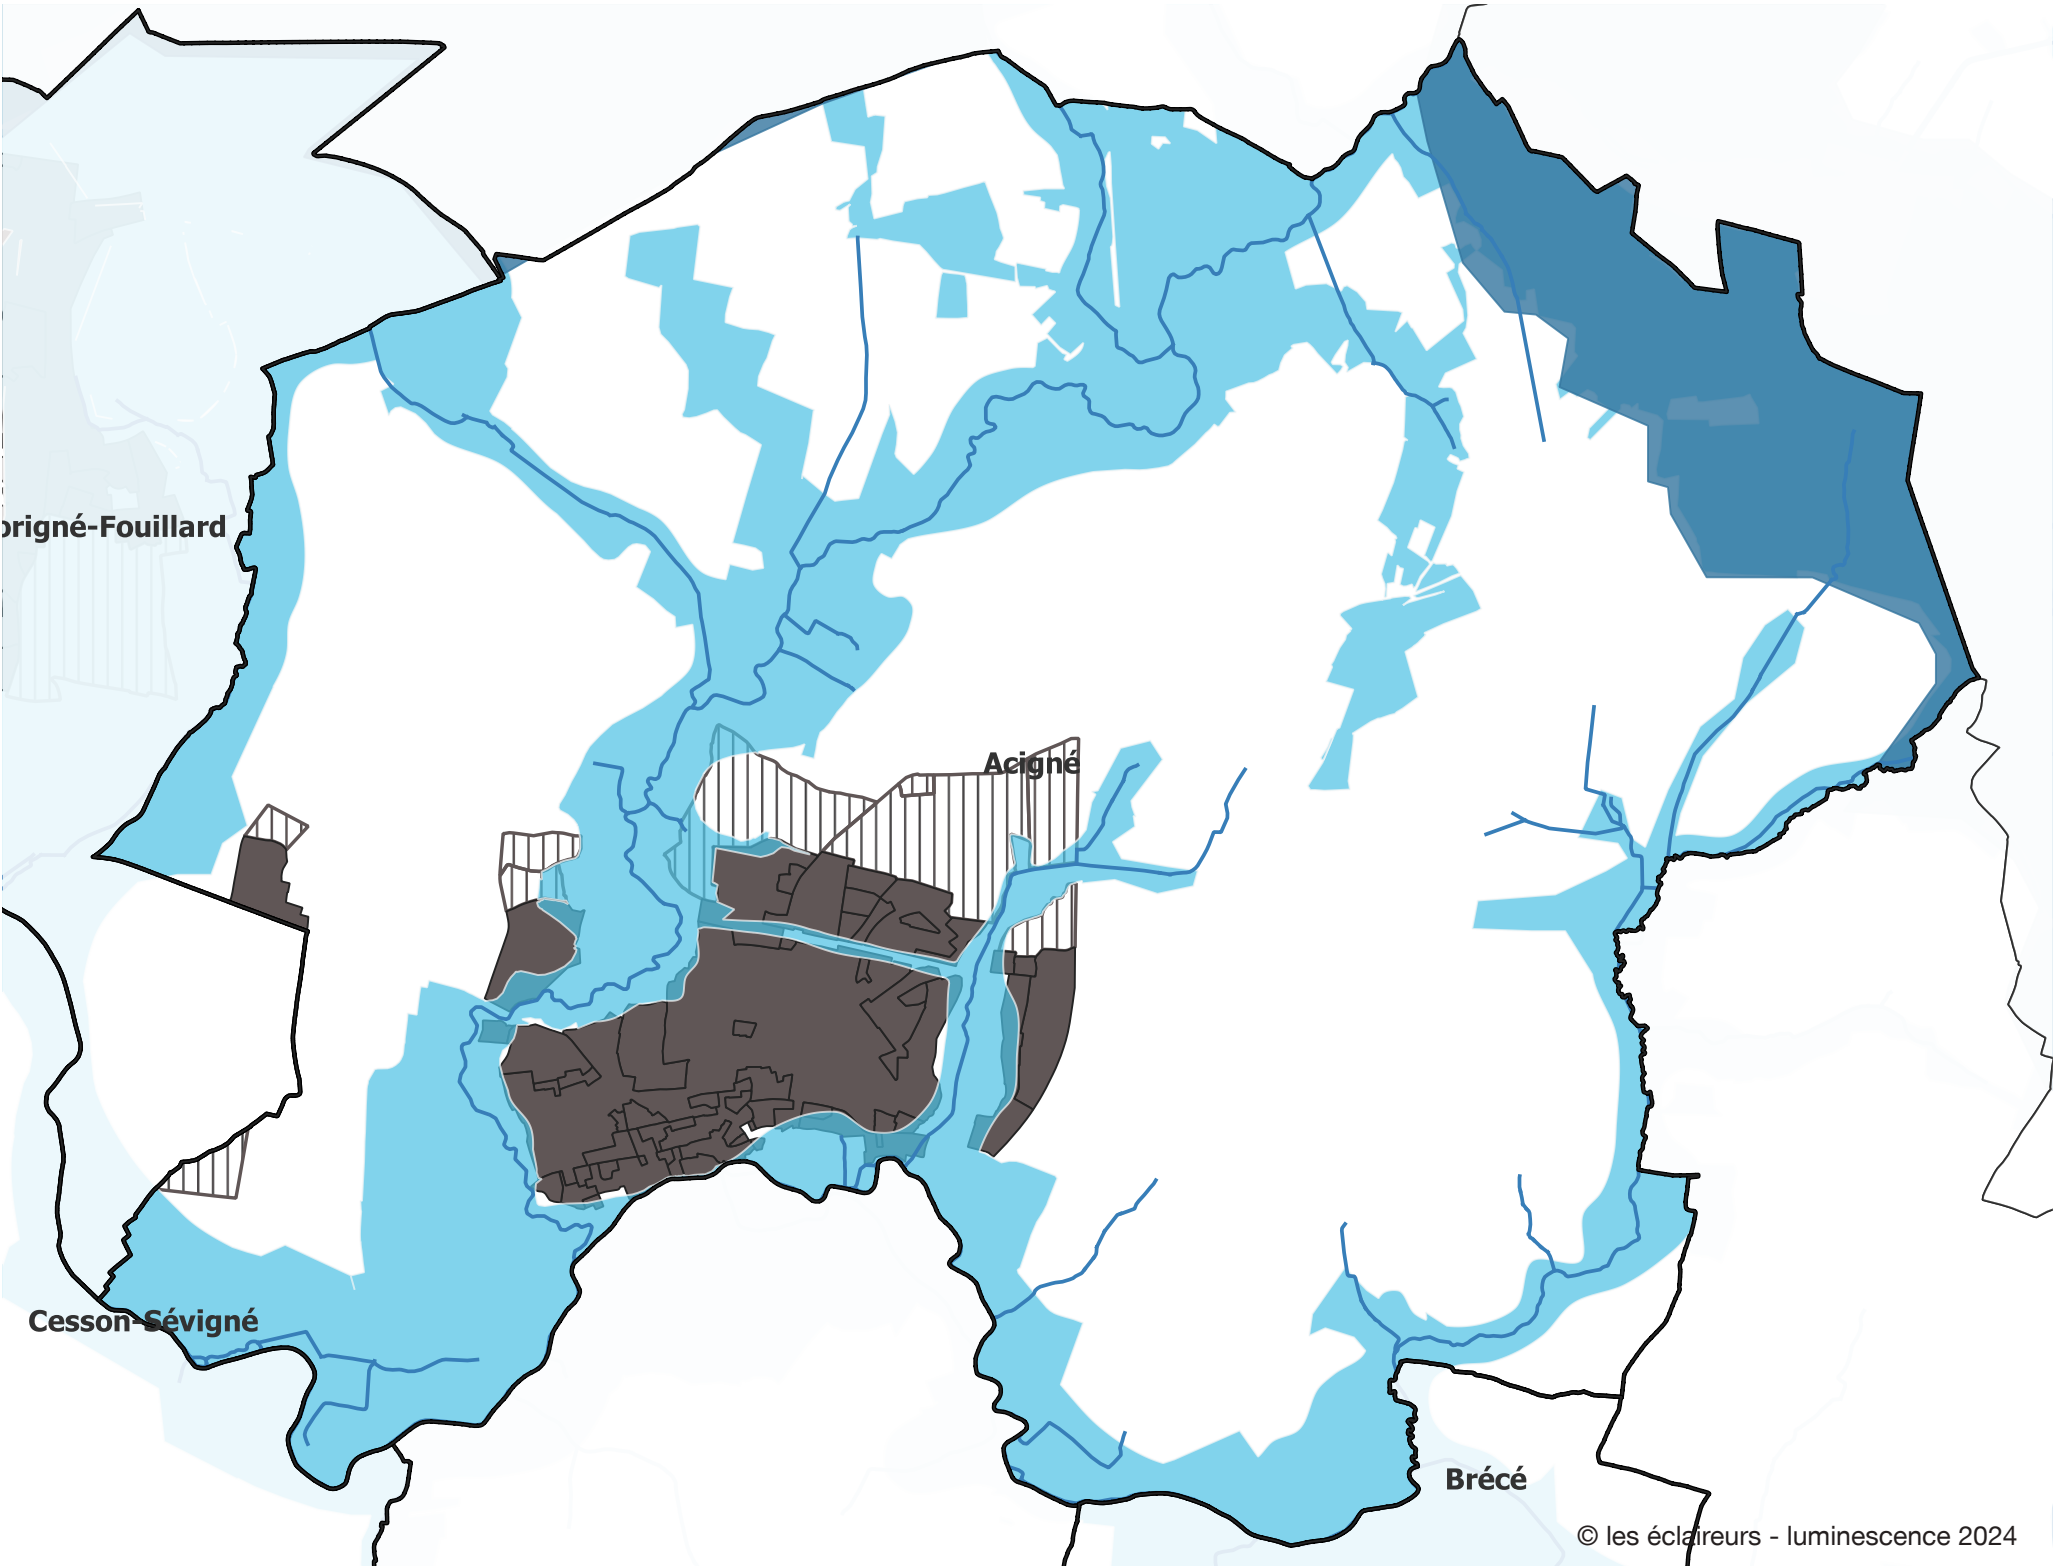 origné-Fouillard
Acigné
Cesson-Sévigné
Brécé
© les éclaireurs - luminescence 2024